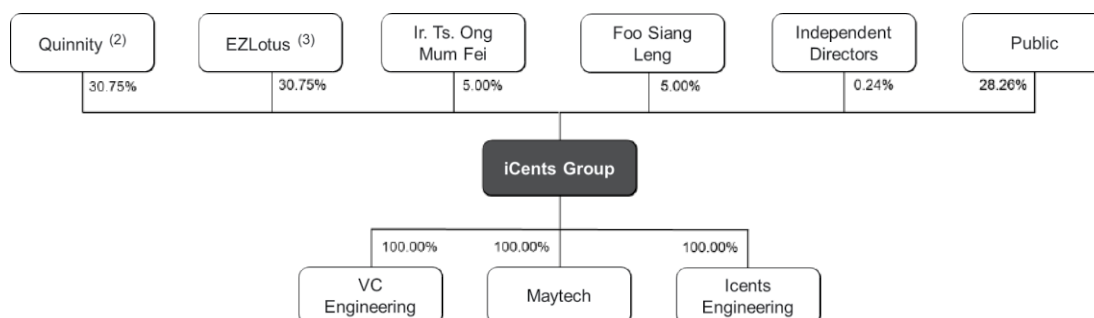 Quinnity (2)
EZLotus (3)
Ir. Ts. Ong
Mum Fei
Foo Siang
Leng
Independent
Directors
Public
30.75%
30.75%
5.00%
5.00%
0.24%
28.26%
iCents Group
100.00%
100.00%
100.00%
VC
Engineering
Maytech
Icents
Engineering